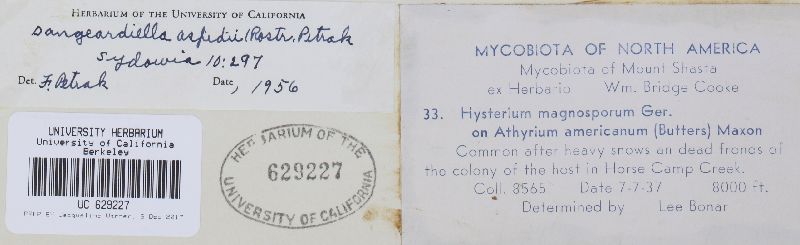 HERBARIUM OF THE UNIVERSITY OF CALIFORNIA
Dangeardiella aspidii (Rostr. Petrak
Sydowia 10:297
Det. F. Petrak Date, 1956
UNIVERSITY HERBARIUM
University of California
Berkeley
UC 629227
HERBARIUM OF THE
629227
UNIVERSITY OF CALIFORNIA
MYCOBIOTA OF NORTH AMERICA
Mycobiota of Mount Shasta
ex Herbario Wm. Bridge Cooke
33. Hysterium magnosporum Ger.
on Athyrium americanum (Butters) Maxon
Common after heavy snows on dead fronds of
the colony of the host in Horse Camp Creek.
Coll. 8565 Date 7-7-37 8000 ft.
Determined by Lee Bonar